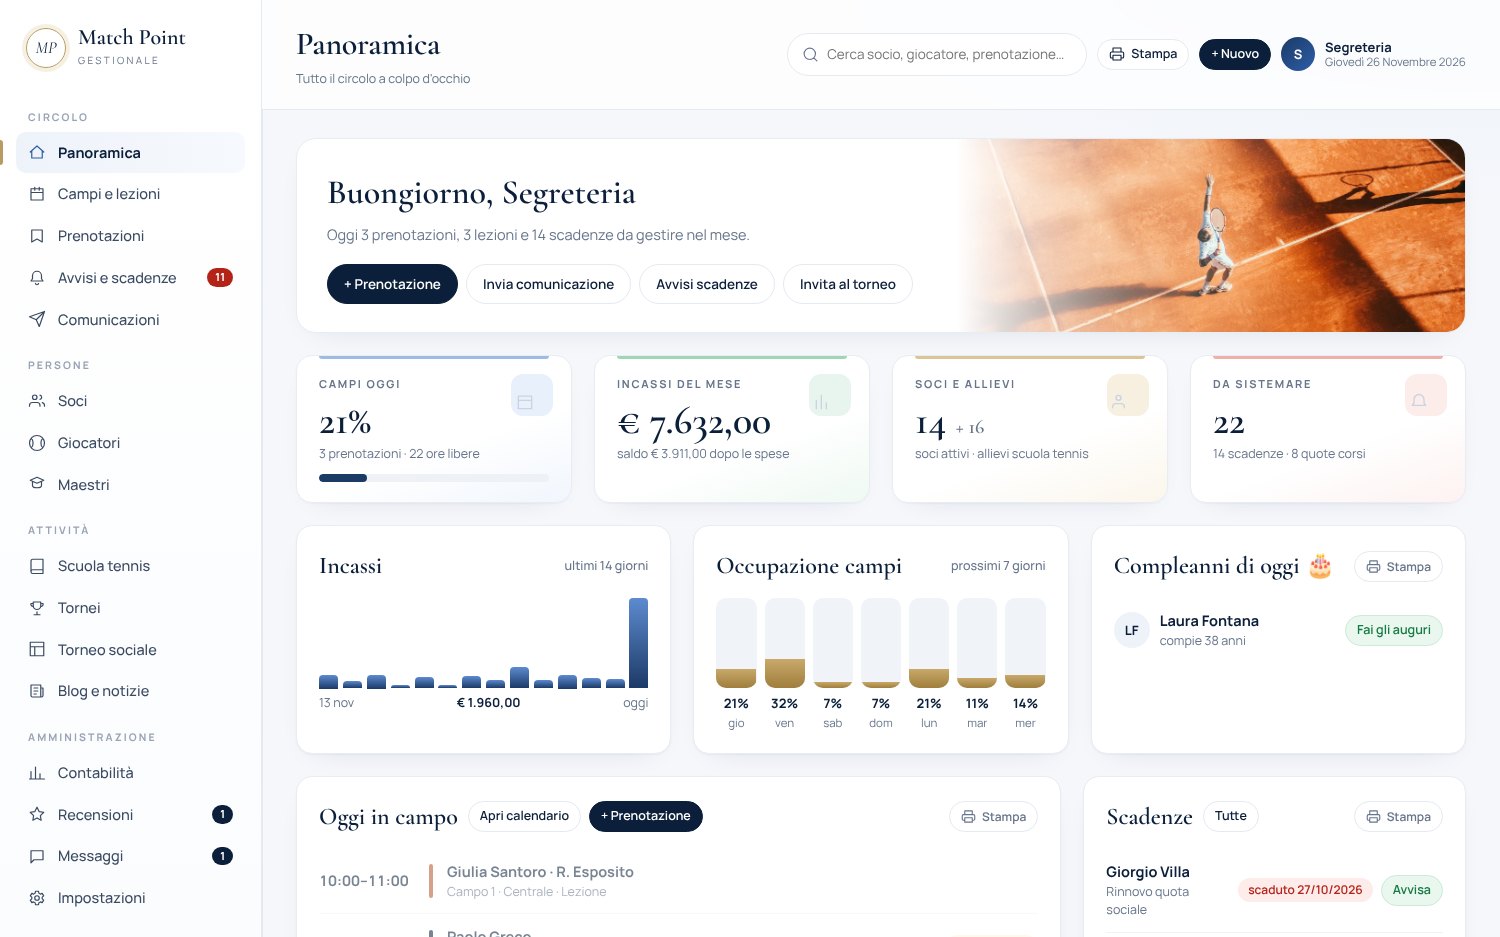 MP
Match Point
GESTIONALE
CIRCOLO
Panoramica
Campi e lezioni
Prenotazioni
Avvisi e scadenze 11
Comunicazioni
PERSONE
Soci
Giocatori
Maestri
ATTIVITÀ
Scuola tennis
Tornei
Torneo sociale
Blog e notizie
AMMINISTRAZIONE
Contabilità
Recensioni 1
Messaggi 1
Impostazioni
Panoramica
Tutto il circolo a colpo d'occhio
Cerca socio, giocatore, prenotazione...
Stampa
+ Nuovo
S
Segreteria
Giovedì 26 Novembre 2026
Buongiorno, Segreteria
Oggi 3 prenotazioni, 3 lezioni e 14 scadenze da gestire nel mese.
+ Prenotazione
Invia comunicazione
Avvisi scadenze
Invita al torneo
CAMPI OGGI
21%
3 prenotazioni · 22 ore libere
INCASSI DEL MESE
€ 7.632,00
saldo € 3.911,00 dopo le spese
SOCI E ALLIEVI
14 + 16
soci attivi · allievi scuola tennis
DA SISTEMARE
22
14 scadenze · 8 quote corsi
Incassi
ultimi 14 giorni
13 nov
€ 1.960,00
oggi
Occupazione campi
prossimi 7 giorni
21% 32% 7% 7% 21% 11% 14%
gio ven sab dom lun mar mer
Compleanni di oggi 🎂
Stampa
LF
Laura Fontana
compie 38 anni
Fai gli auguri
Oggi in campo
Apri calendario
+ Prenotazione
Stampa
10:00–11:00
Giulia Santoro · R. Esposito
Campo 1 · Centrale · Lezione
Paolo Greco
Scadenze
Tutte
Stampa
Giorgio Villa
Rinnovo quota
sociale
scaduto 27/10/2026
Avvisa